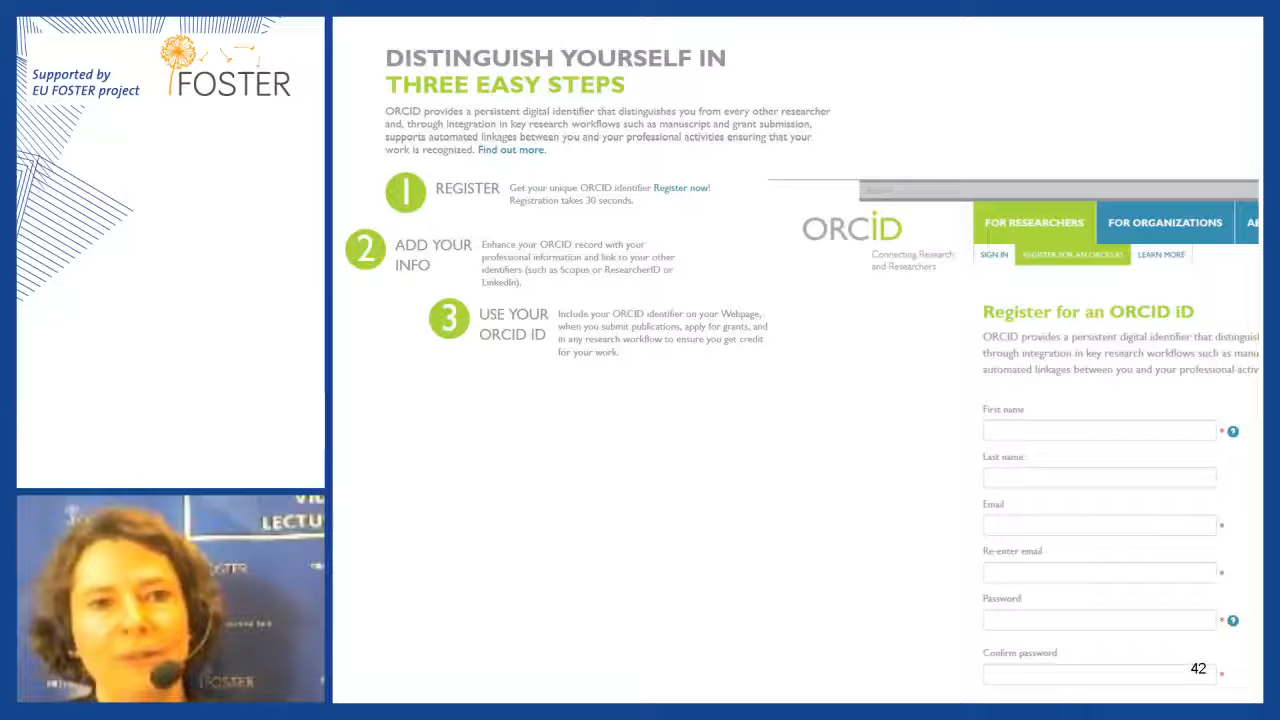 Supported by
EU FOSTER project
FOSTER
DISTINGUISH YOURSELF IN
THREE EASY STEPS
ORCID provides a persistent digital identifier that distinguishes you from every other researcher
and, through integration in key research workflows such as manuscript and grant submission,
supports automated linkages between you and your professional activities ensuring that your
work is recognized. Find out more.
1
REGISTER
Get your unique ORCID identifier Register now!
Registration takes 30 seconds.
2
ADD YOUR
INFO
Enhance your ORCID record with your
professional information and link to your other
identifiers (such as Scopus or ResearcherID or
LinkedIn).
3
USE YOUR
ORCID ID
Include your ORCID identifier on your Webpage,
when you submit publications, apply for grants, and
in any research workflow to ensure you get credit
for your work.
ORCiD
Connecting Research
and Researchers
FOR RESEARCHERS
FOR ORGANIZATIONS
AB
SIGN IN
REGISTER FOR AN ORCID ID
LEARN MORE
Register for an ORCID iD
ORCID provides a persistent digital identifier that distinguisl
through integration in key research workflows such as manu
automated linkages between you and your professional activ
First name
*
?
Last name
Email
*
Re-enter email
*
Password
*
?
Confirm password
*
42
LECTU
FOSTER
FOSTER